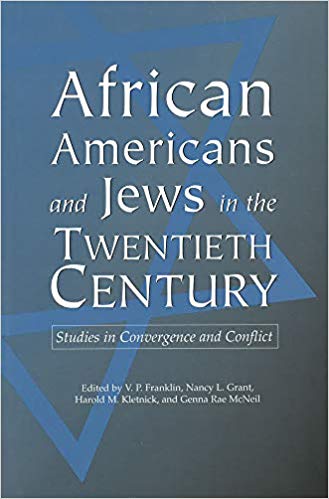 African
Americans
and Jews in the
Twentieth
Century
Studies in Convergence and Conflict
Edited by V. P. Franklin, Nancy L. Grant,
Harold M. Kletnick, and Genna Rae McNeil